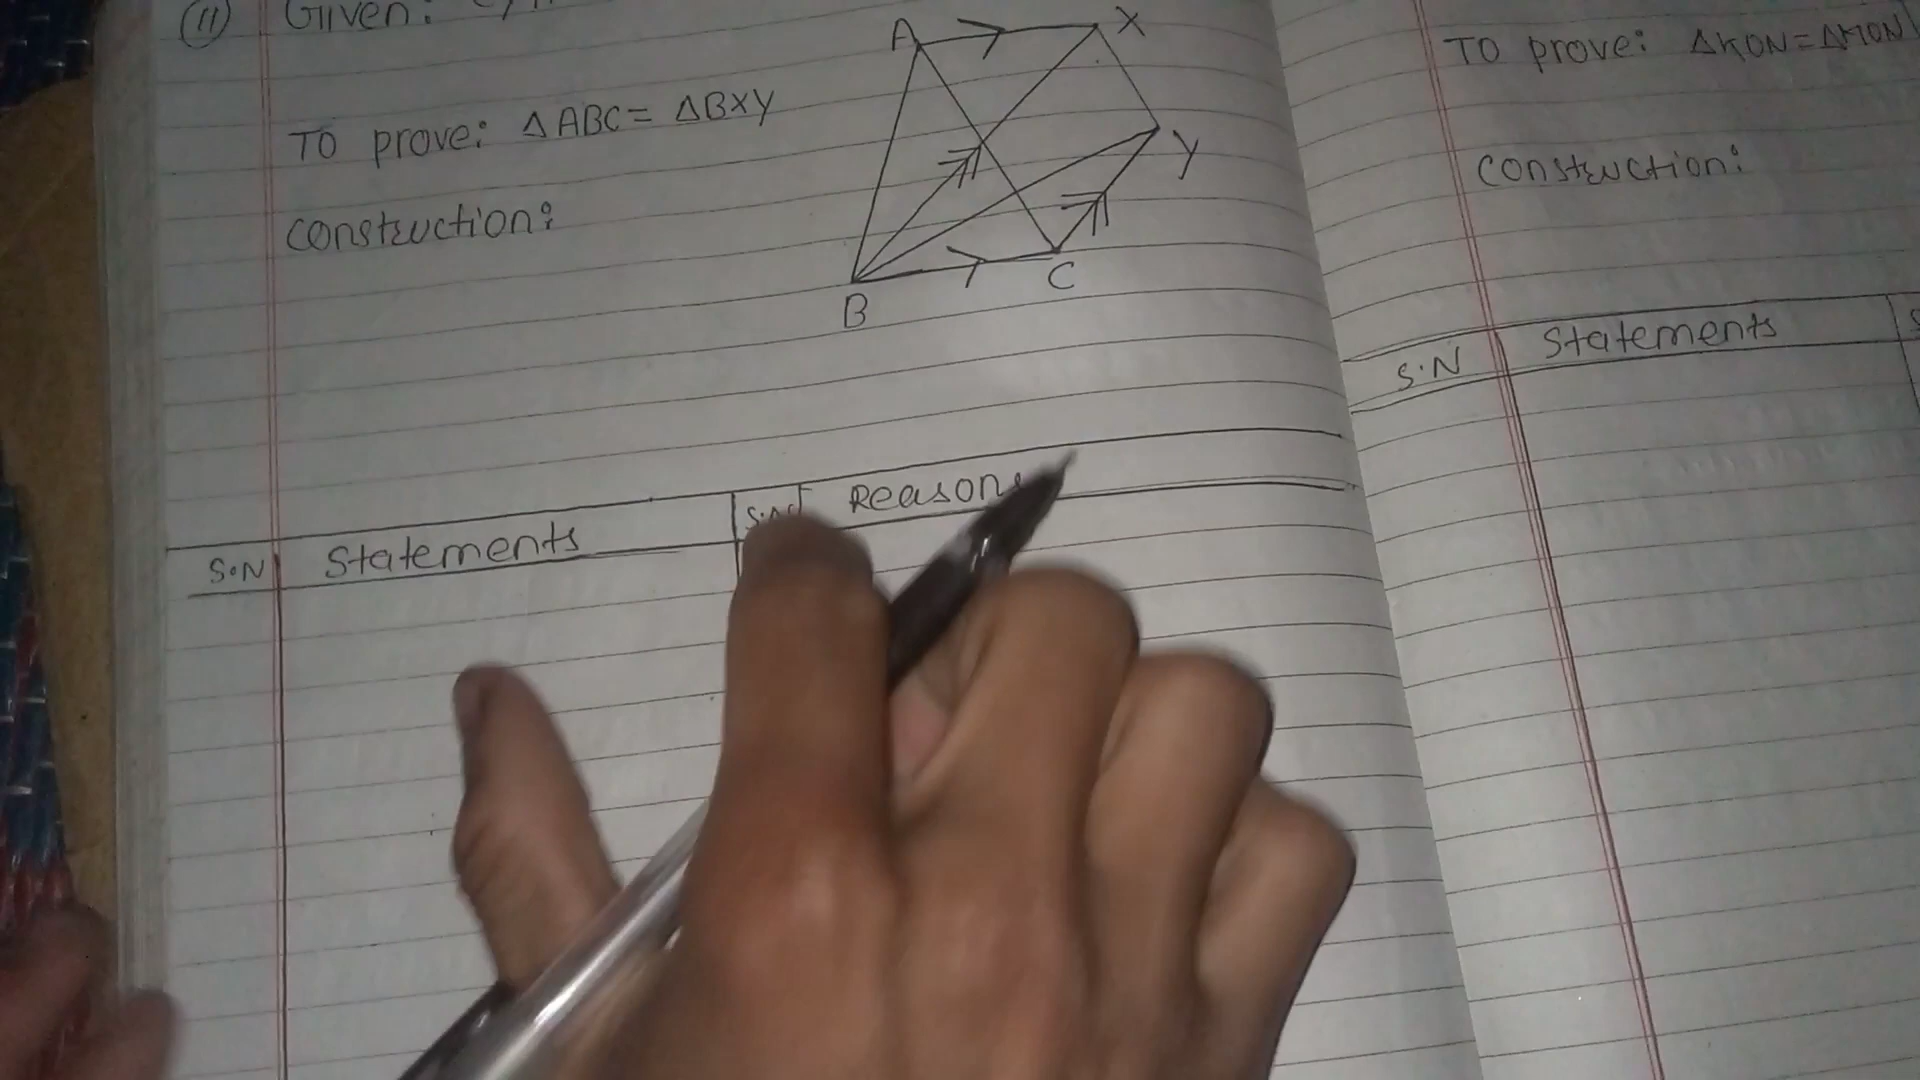 (11) Given:
A X
To prove: ΔABC = ΔBXY
Y
Construction:
C
B
S.N Statements Reasons
To prove: ΔKON = ΔMON
Construction:
S.N Statements